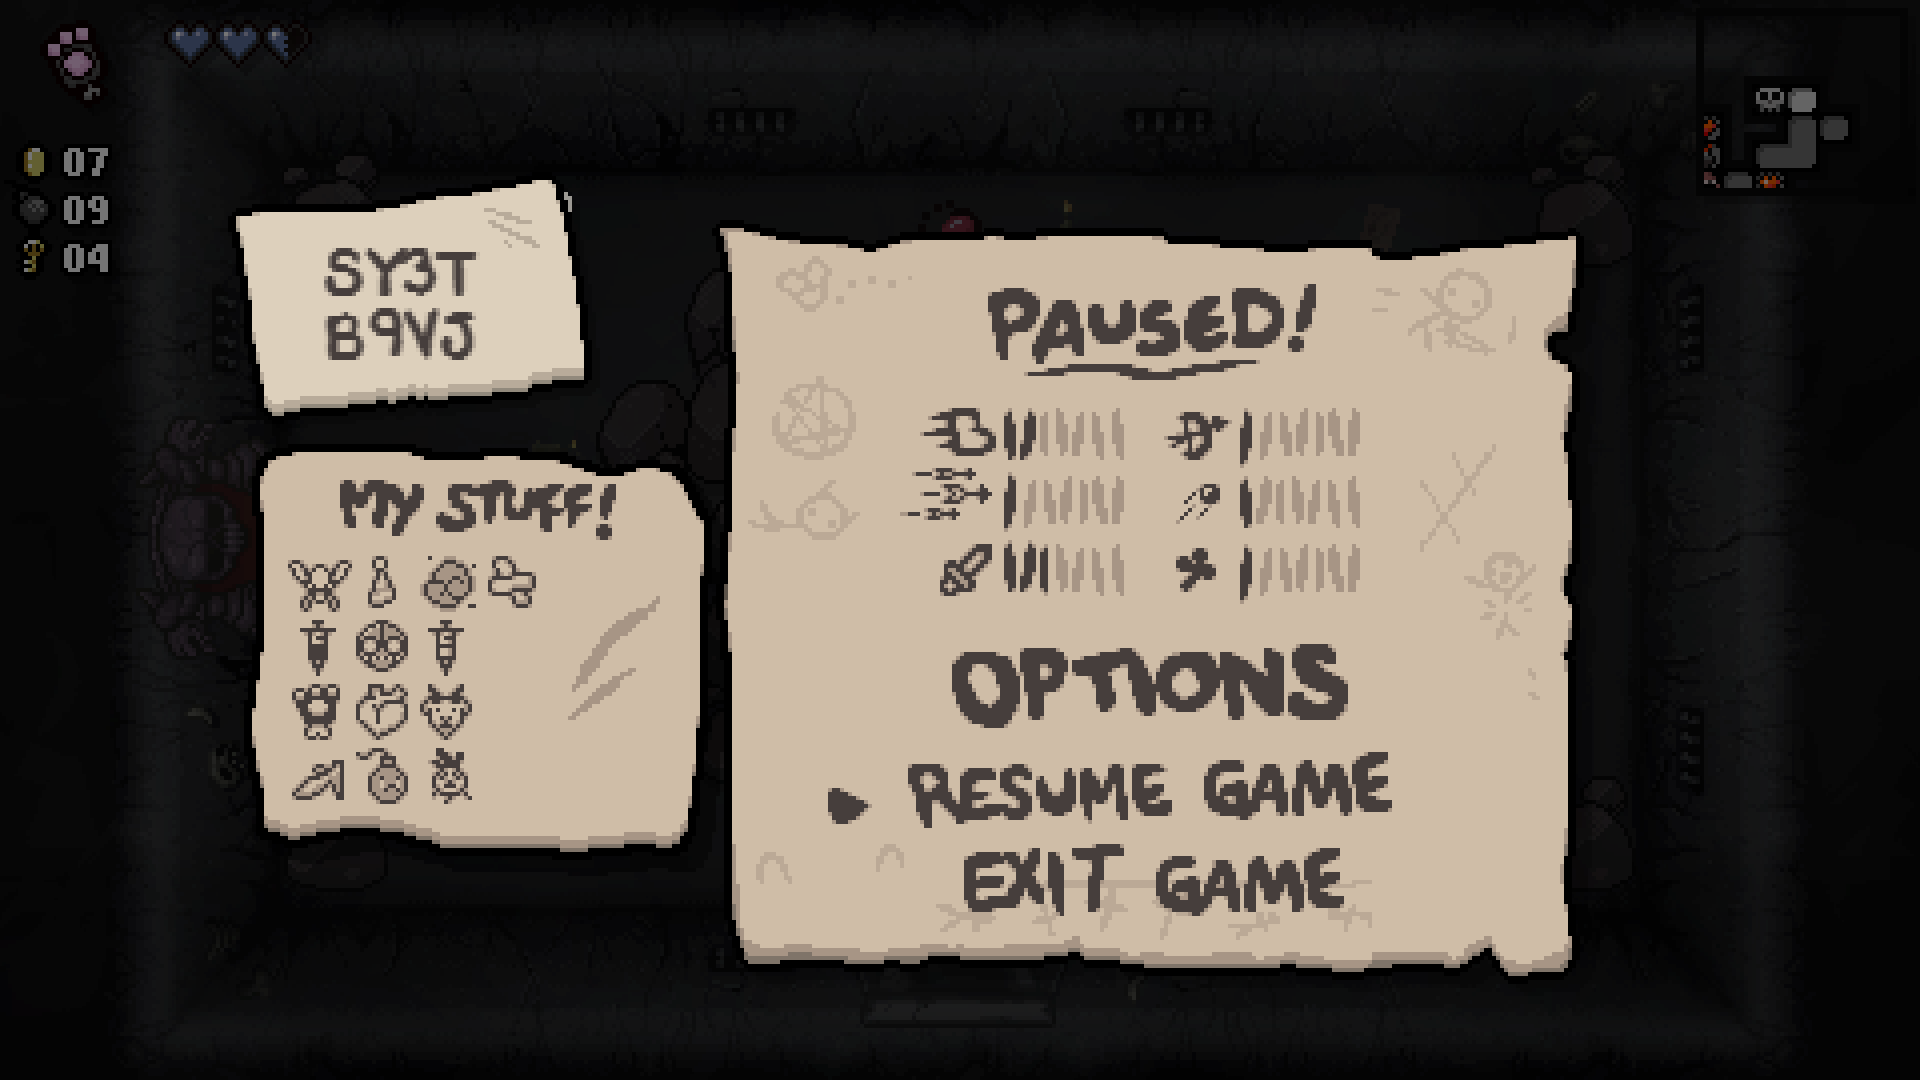 07
09
04
SY3T
B9VJ
MY STUFF!
PAUSED!
OPTIONS
RESUME GAME
EXIT GAME